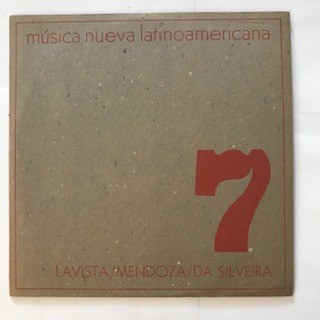 música nueva latinoamericana
7
LAVISTA/MENDOZA/DA SILVEIRA